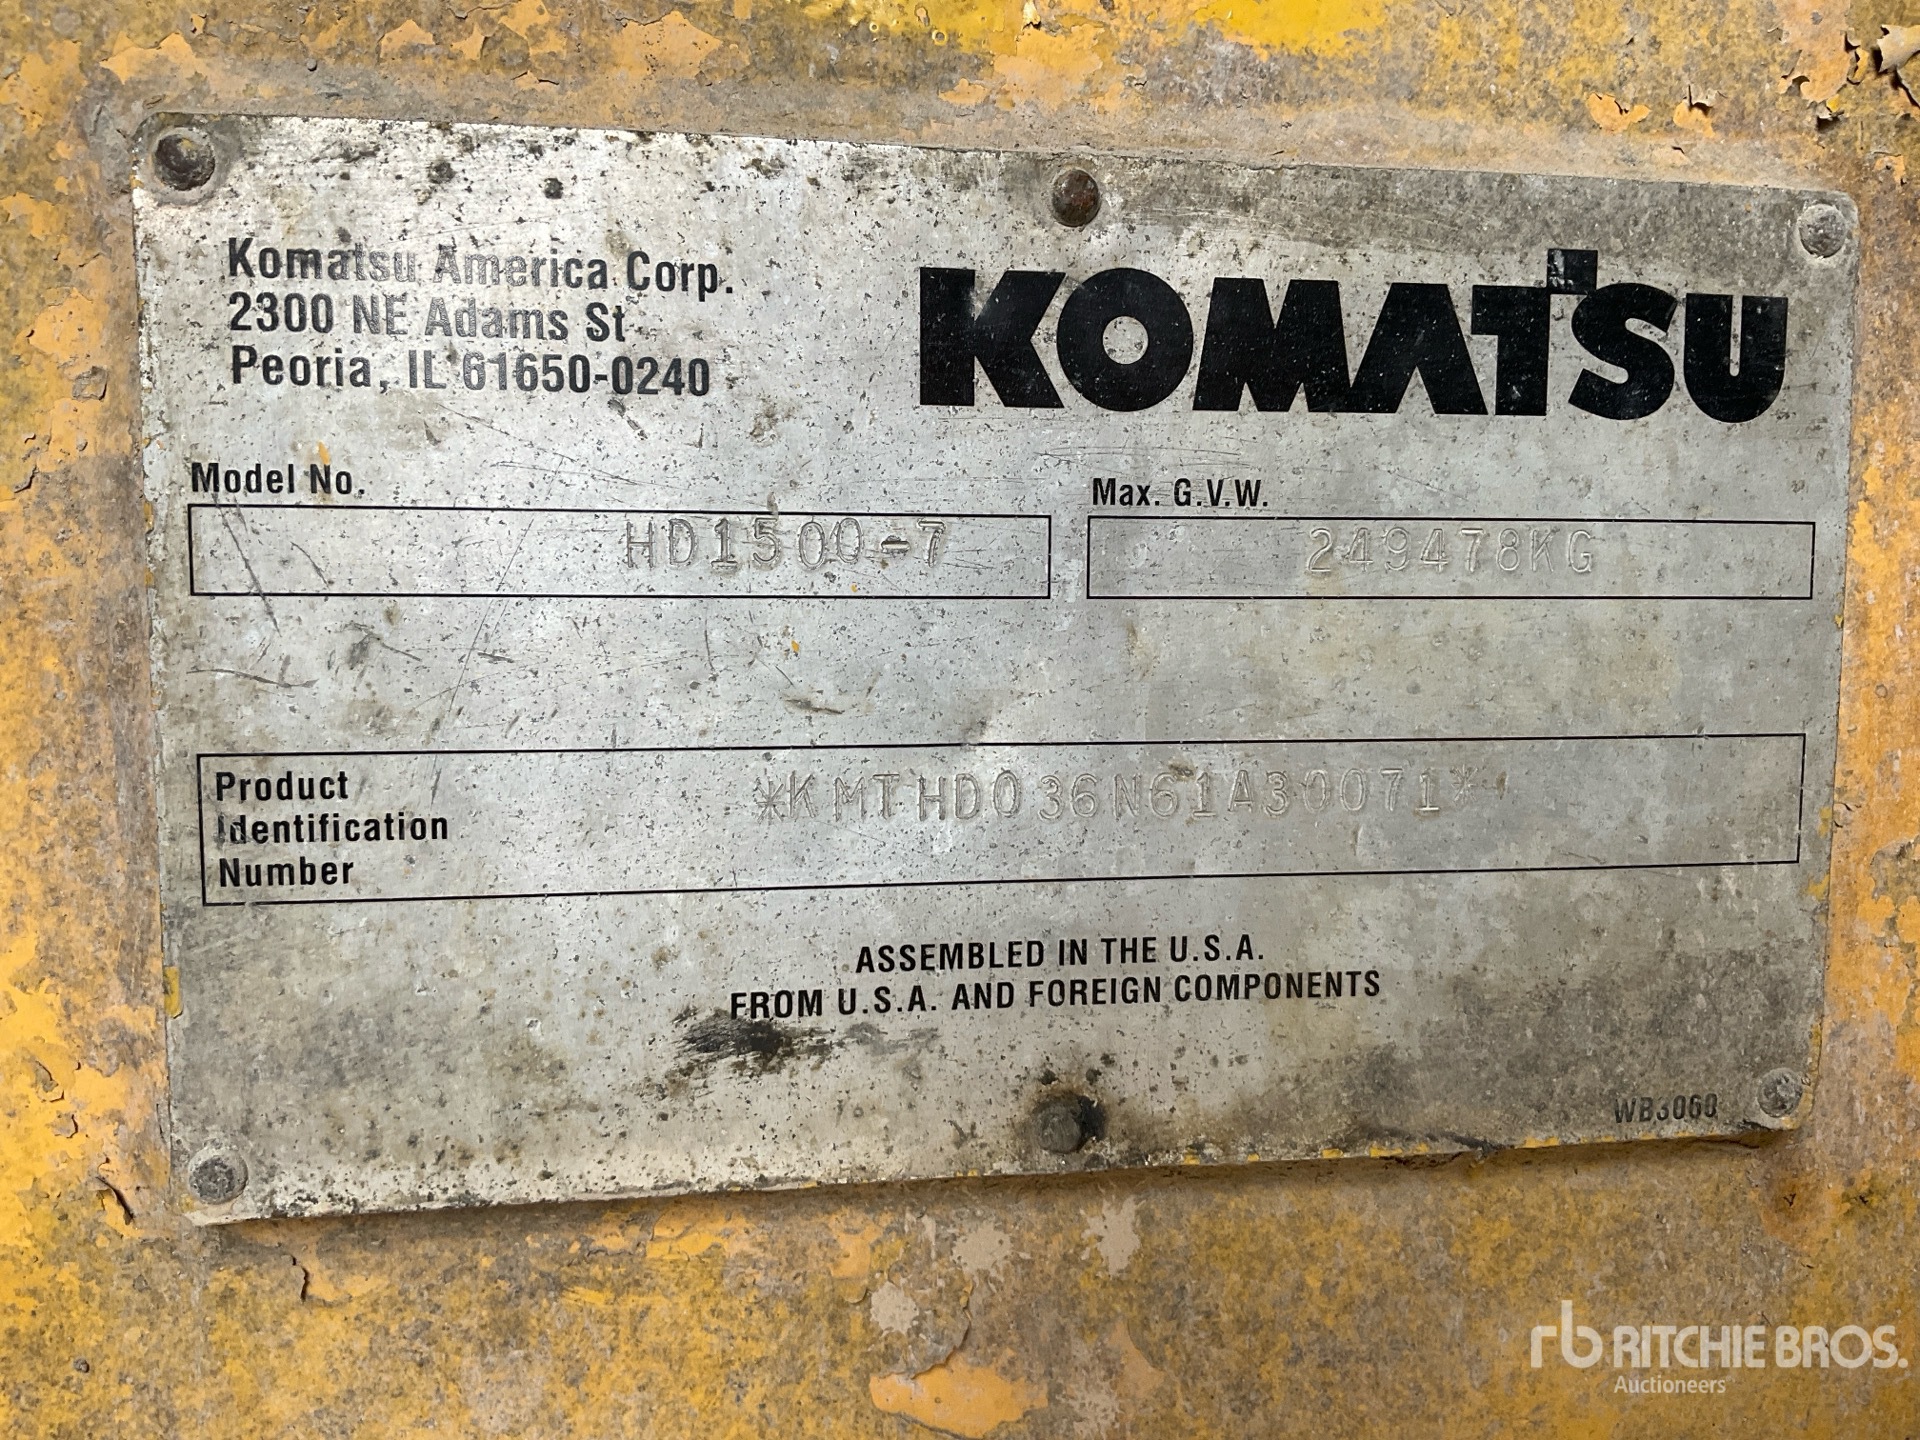 Komatsu America Corp.
2300 NE Adams St
Peoria, IL 61650-0240
KOMATSU
Model No.
HD1500-7
Max. G.V.W.
249478KG
Product
Identification
Number
*KMTHD036N61A30071*
ASSEMBLED IN THE U.S.A.
FROM U.S.A. AND FOREIGN COMPONENTS
WB3060
rb RITCHIE BROS.
Auctioneers